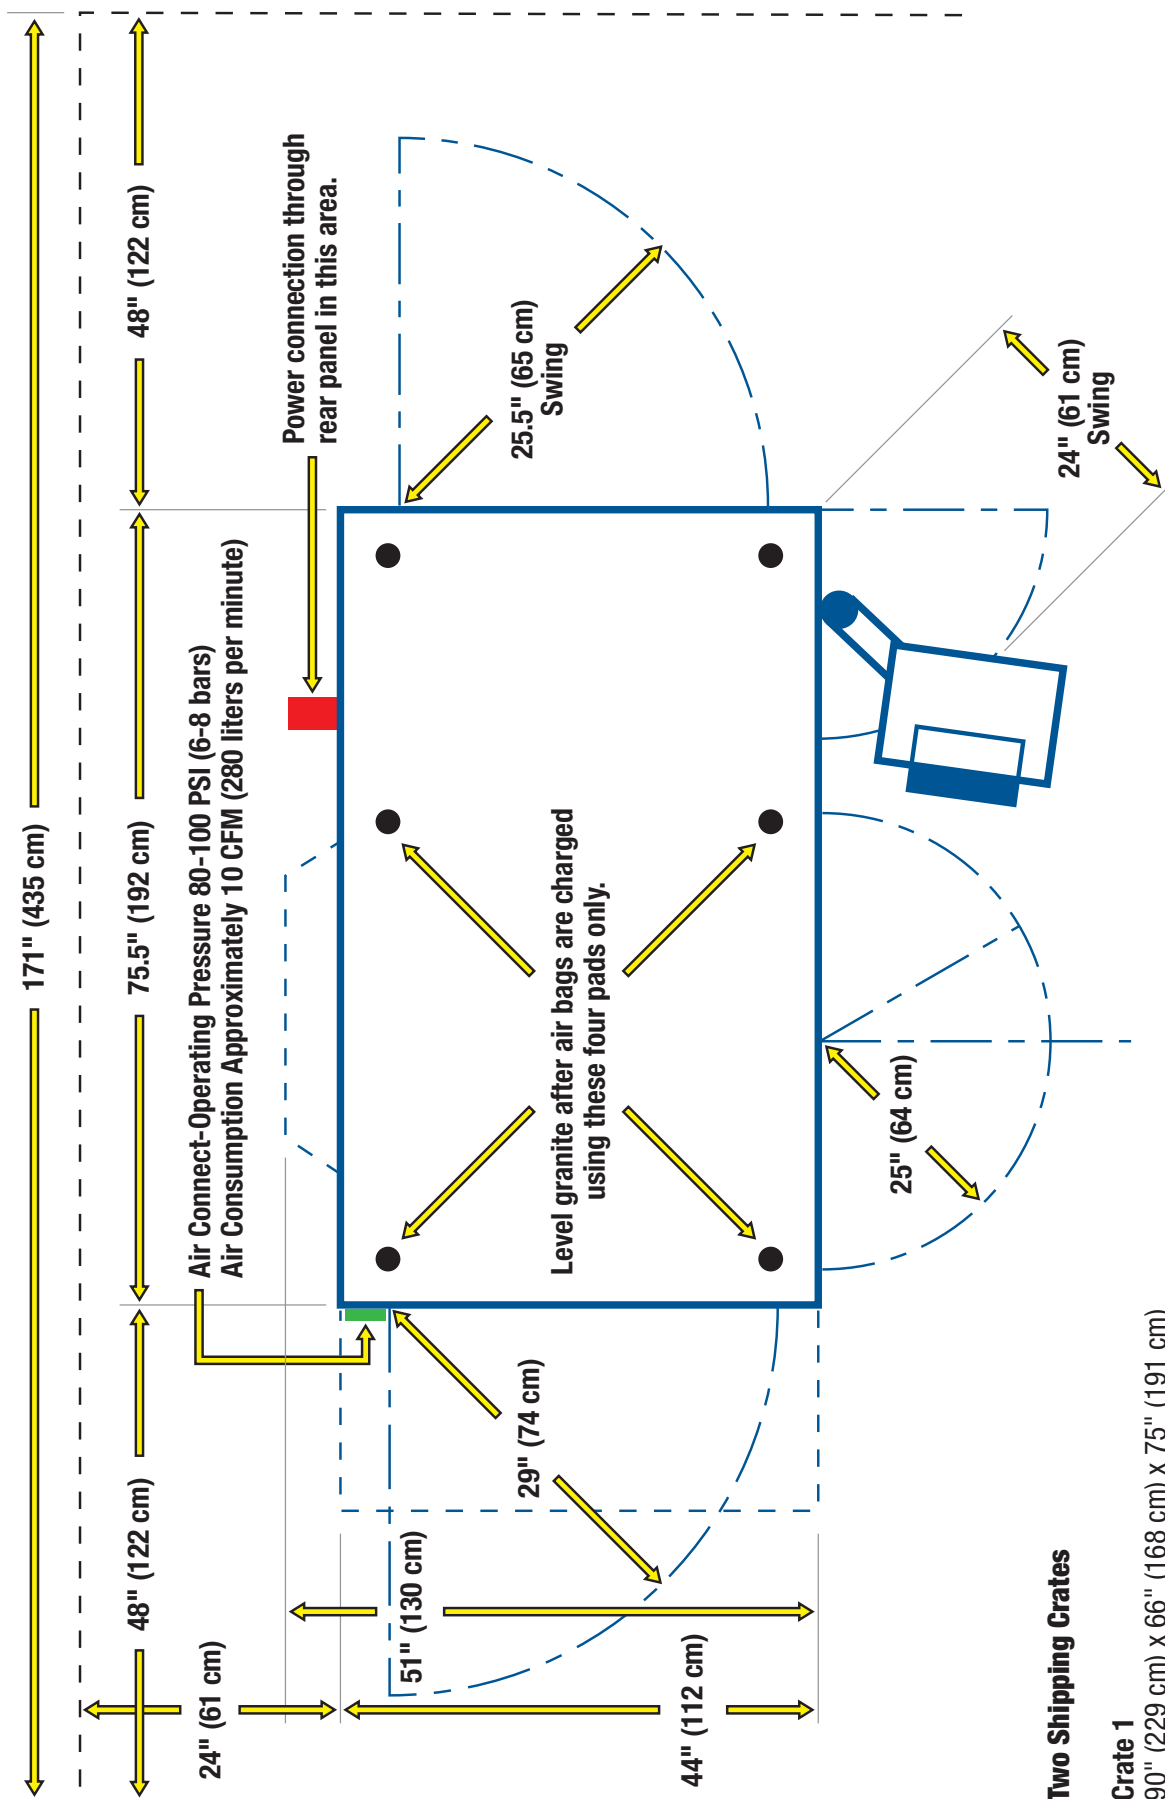 171" (435 cm)
48" (122 cm)
75.5" (192 cm)
48" (122 cm)
Power connection through
rear panel in this area.
Air Connect-Operating Pressure 80-100 PSI (6-8 bars)
Air Consumption Approximately 10 CFM (280 liters per minute)
24" (61 cm)
51" (130 cm)
44" (112 cm)
29" (74 cm)
Level granite after air bags are charged
using these four pads only.
25.5" (65 cm)
Swing
25" (64 cm)
24" (61 cm)
Swing
Two Shipping Crates
Crate 1
90" (229 cm) x 66" (168 cm) x 75" (191 cm)